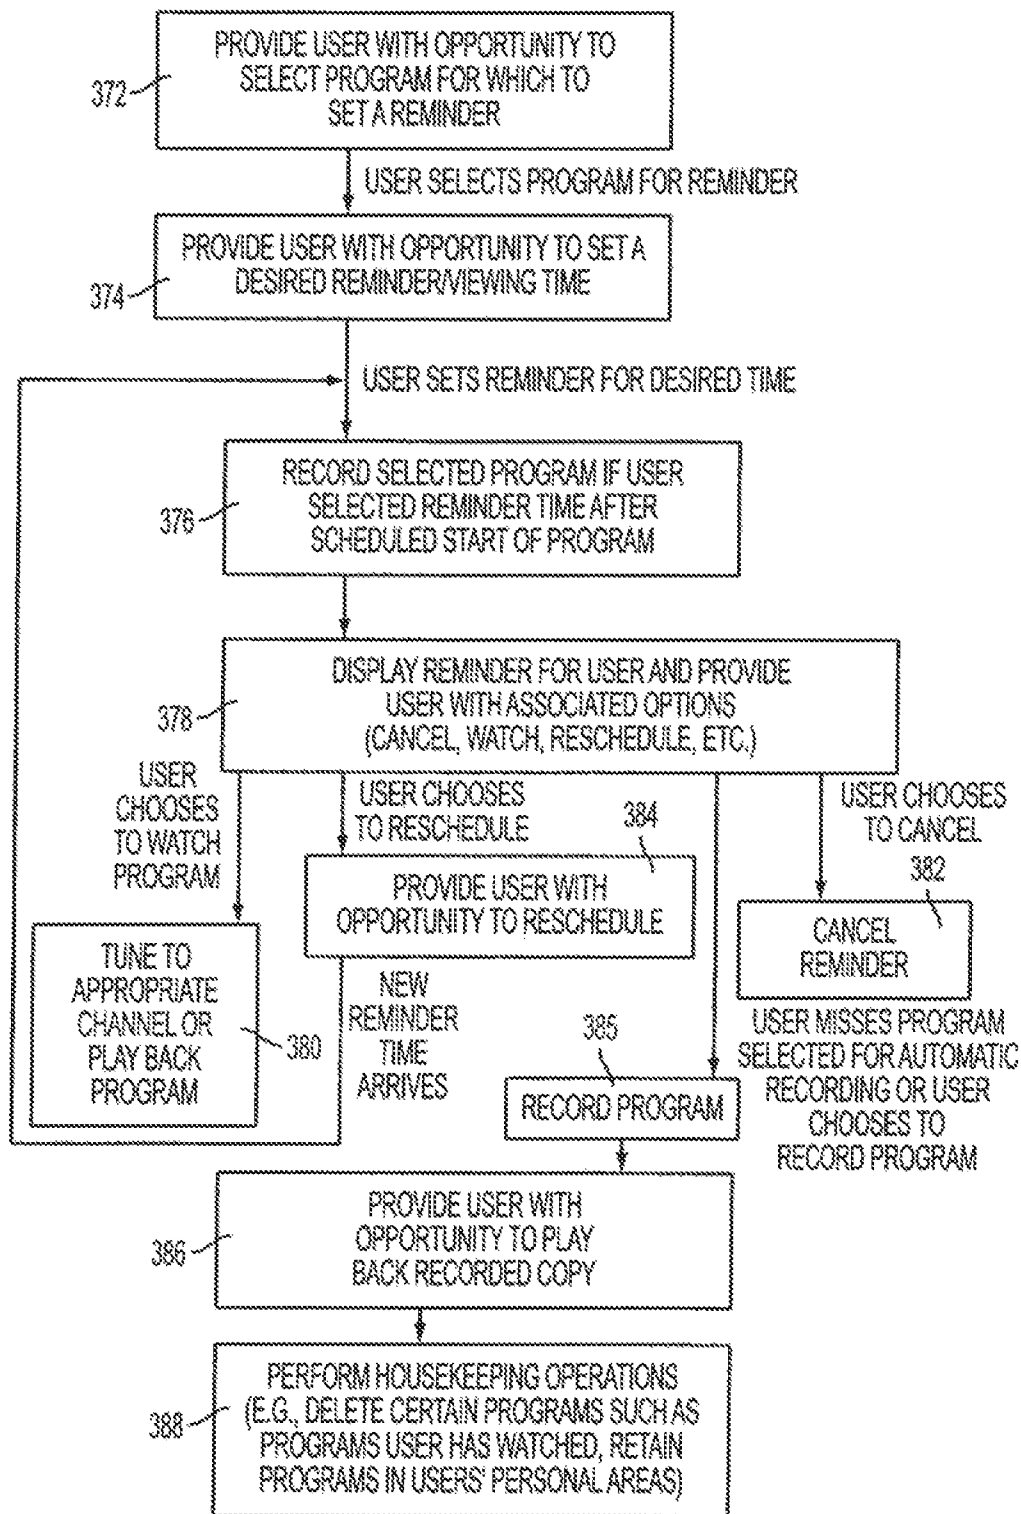 PROVIDE USER WITH OPPORTUNITY TO
SELECT PROGRAM FOR WHICH TO
SET A REMINDER
372
USER SELECTS PROGRAM FOR REMINDER
PROVIDE USER WITH OPPORTUNITY TO SET A
DESIRED REMINDER/VIEWING TIME
374
USER SETS REMINDER FOR DESIRED TIME
RECORD SELECTED PROGRAM IF USER
SELECTED REMINDER TIME AFTER
SCHEDULED START OF PROGRAM
376
DISPLAY REMINDER FOR USER AND PROVIDE
USER WITH ASSOCIATED OPTIONS
(CANCEL, WATCH, RESCHEDULE, ETC.)
378
USER
CHOOSES
TO WATCH
PROGRAM
USER CHOOSES
TO RESCHEDULE
384
USER CHOOSES
TO CANCEL
382
PROVIDE USER WITH
OPPORTUNITY TO RESCHEDULE
CANCEL
REMINDER
TUNE TO
APPROPRIATE
CHANNEL OR
PLAY BACK
PROGRAM
380
NEW
REMINDER
TIME
ARRIVES
385
RECORD PROGRAM
USER MISSES PROGRAM
SELECTED FOR AUTOMATIC
RECORDING OR USER
CHOOSES TO
RECORD PROGRAM
PROVIDE USER WITH
OPPORTUNITY TO PLAY
BACK RECORDED COPY
386
PERFORM HOUSEKEEPING OPERATIONS
(E.G., DELETE CERTAIN PROGRAMS SUCH AS
PROGRAMS USER HAS WATCHED, RETAIN
PROGRAMS IN USERS' PERSONAL AREAS)
388